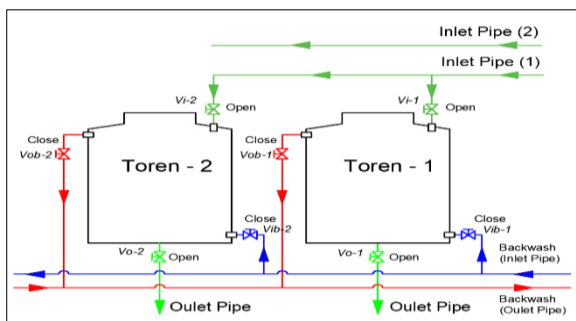 Inlet Pipe (2)
Inlet Pipe (1)
Vi-2
Open
Vi-1
Open
Close
Vob-2
Toren - 2
Close
Vob-1
Toren - 1
Close
Vib-2
Close
Vib-1
Vo-2
Open
Vo-1
Open
Backwash
(Inlet Pipe)
Backwash
(Oulet Pipe)
Oulet Pipe
Oulet Pipe